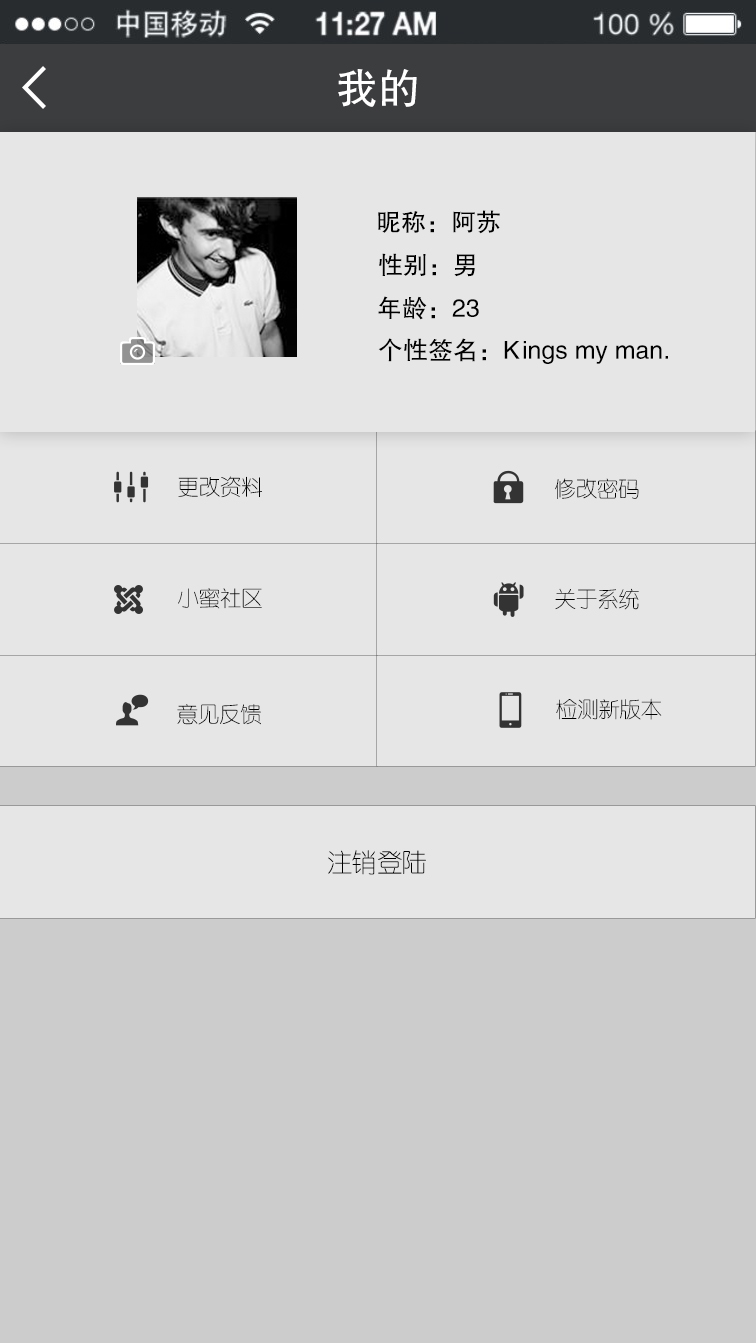 中国移动 11:27 AM 100 %
我的
昵称：阿苏
性别：男
年龄：23
个性签名：Kings my man.
更改资料 修改密码
小蜜社区 关于系统
意见反馈 检测新版本
注销登陆